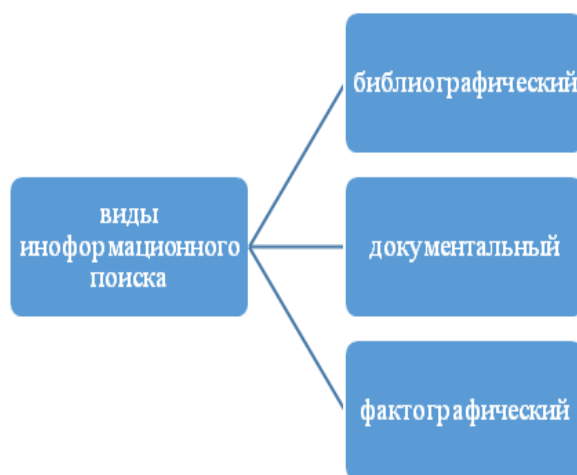 библиографический
виды
иноформационного
поиска
документальный
фактографический